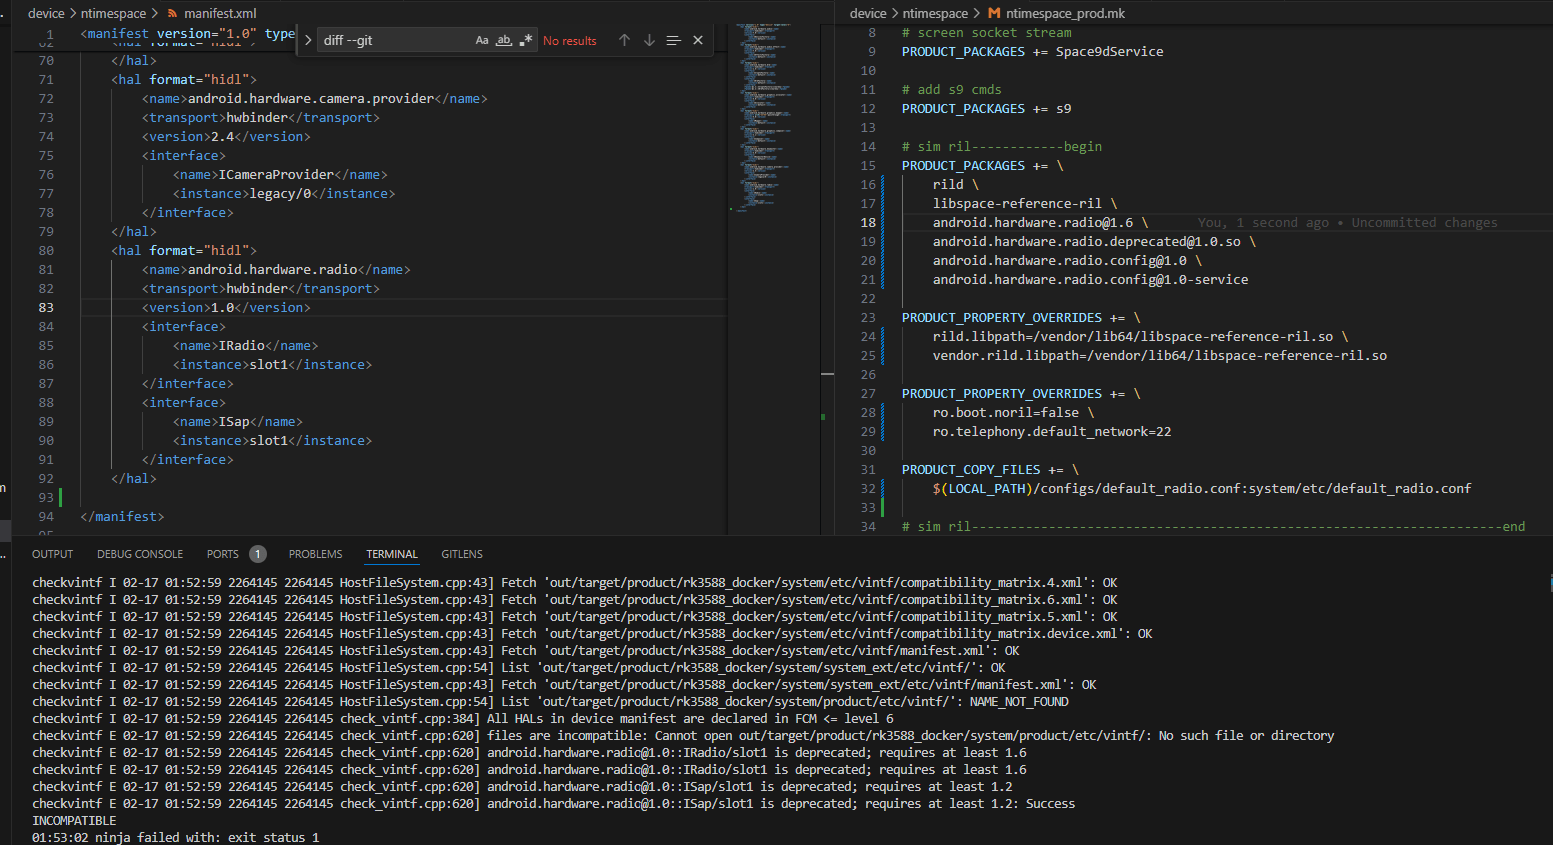 device > ntimespace > manifest.xml
1 <manifest version="1.0" type
diff --git Aa ab No results
70 </hal>
71 <hal format="hidl">
72 <name>android.hardware.camera.provider</name>
73 <transport>hwbinder</transport>
74 <version>2.4</version>
75 <interface>
76 <name>ICameraProvider</name>
77 <instance>legacy/0</instance>
78 </interface>
79 </hal>
80 <hal format="hidl">
81 <name>android.hardware.radio</name>
82 <transport>hwbinder</transport>
83 <version>1.0</version>
84 <interface>
85 <name>IRadio</name>
86 <instance>slot1</instance>
87 </interface>
88 <interface>
89 <name>ISap</name>
90 <instance>slot1</instance>
91 </interface>
92 </hal>
93
94 </manifest>
device > ntimespace > ntimespace_prod.mk
8 # screen socket stream
9 PRODUCT_PACKAGES += Space9dService
10
11 # add s9 cmds
12 PRODUCT_PACKAGES += s9
13
14 # sim ril------------begin
15 PRODUCT_PACKAGES += \
16 rild \
17 libspace-reference-ril \
18 android.hardware.radio@1.6 \ You, 1 second ago • Uncommitted changes
19 android.hardware.radio.deprecated@1.0.so \
20 android.hardware.radio.config@1.0 \
21 android.hardware.radio.config@1.0-service
22
23 PRODUCT_PROPERTY_OVERRIDES += \
24 rild.libpath=/vendor/lib64/libspace-reference-ril.so \
25 vendor.rild.libpath=/vendor/lib64/libspace-reference-ril.so
26
27 PRODUCT_PROPERTY_OVERRIDES += \
28 ro.boot.noril=false \
29 ro.telephony.default_network=22
30
31 PRODUCT_COPY_FILES += \
32 $(LOCAL_PATH)/configs/default_radio.conf:system/etc/default_radio.conf
33
34 # sim ril---------------------------------------------------------------------end
OUTPUT DEBUG CONSOLE PORTS 1 PROBLEMS TERMINAL GITLENS
checkvintf I 02-17 01:52:59 2264145 2264145 HostFileSystem.cpp:43] Fetch 'out/target/product/rk3588_docker/system/etc/vintf/compatibility_matrix.4.xml': OK
checkvintf I 02-17 01:52:59 2264145 2264145 HostFileSystem.cpp:43] Fetch 'out/target/product/rk3588_docker/system/etc/vintf/compatibility_matrix.6.xml': OK
checkvintf I 02-17 01:52:59 2264145 2264145 HostFileSystem.cpp:43] Fetch 'out/target/product/rk3588_docker/system/etc/vintf/compatibility_matrix.5.xml': OK
checkvintf I 02-17 01:52:59 2264145 2264145 HostFileSystem.cpp:43] Fetch 'out/target/product/rk3588_docker/system/etc/vintf/compatibility_matrix.device.xml': OK
checkvintf I 02-17 01:52:59 2264145 2264145 HostFileSystem.cpp:43] Fetch 'out/target/product/rk3588_docker/system/etc/vintf/manifest.xml': OK
checkvintf I 02-17 01:52:59 2264145 2264145 HostFileSystem.cpp:54] List 'out/target/product/rk3588_docker/system/system_ext/etc/vintf/': OK
checkvintf I 02-17 01:52:59 2264145 2264145 HostFileSystem.cpp:43] Fetch 'out/target/product/rk3588_docker/system/system_ext/etc/vintf/manifest.xml': OK
checkvintf I 02-17 01:52:59 2264145 2264145 HostFileSystem.cpp:54] List 'out/target/product/rk3588_docker/system/product/etc/vintf/': NAME_NOT_FOUND
checkvintf I 02-17 01:52:59 2264145 2264145 check_vintf.cpp:384] All HALs in device manifest are declared in FCM <= level 6
checkvintf E 02-17 01:52:59 2264145 2264145 check_vintf.cpp:620] files are incompatible: Cannot open out/target/product/rk3588_docker/system/product/etc/vintf/: No such file or directory
checkvintf E 02-17 01:52:59 2264145 2264145 check_vintf.cpp:620] android.hardware.radio@1.0::IRadio/slot1 is deprecated; requires at least 1.6
checkvintf E 02-17 01:52:59 2264145 2264145 check_vintf.cpp:620] android.hardware.radio@1.0::IRadio/slot1 is deprecated; requires at least 1.6
checkvintf E 02-17 01:52:59 2264145 2264145 check_vintf.cpp:620] android.hardware.radio@1.0::ISap/slot1 is deprecated; requires at least 1.2
checkvintf E 02-17 01:52:59 2264145 2264145 check_vintf.cpp:620] android.hardware.radio@1.0::ISap/slot1 is deprecated; requires at least 1.2: Success
INCOMPATIBLE
01:53:02 ninja failed with: exit status 1